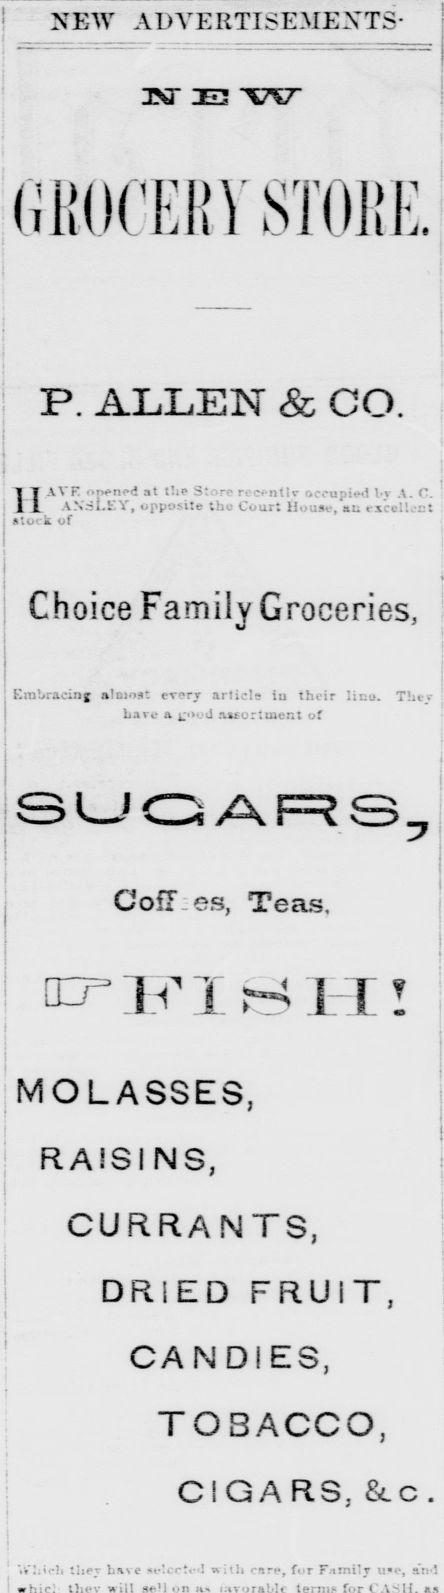 NEW ADVERTISEMENTS.
NEW
GROCERY STORE.
P. ALLEN & CO.
HAVE opened at the Store recently occupied by A. C.
ANSLEY, opposite the Court House, an excellent
stock of
Choice Family Groceries,
Embracing almost every article in their line. They
have a good assortment of
SUGARS,
Coffees, Teas,
☞ FISH!
MOLASSES,
RAISINS,
CURRANTS,
DRIED FRUIT,
CANDIES,
TOBACCO,
CIGARS, &c.
Which they have selected with care, for Family use, and
which they will sell on as favorable terms for CASH, as